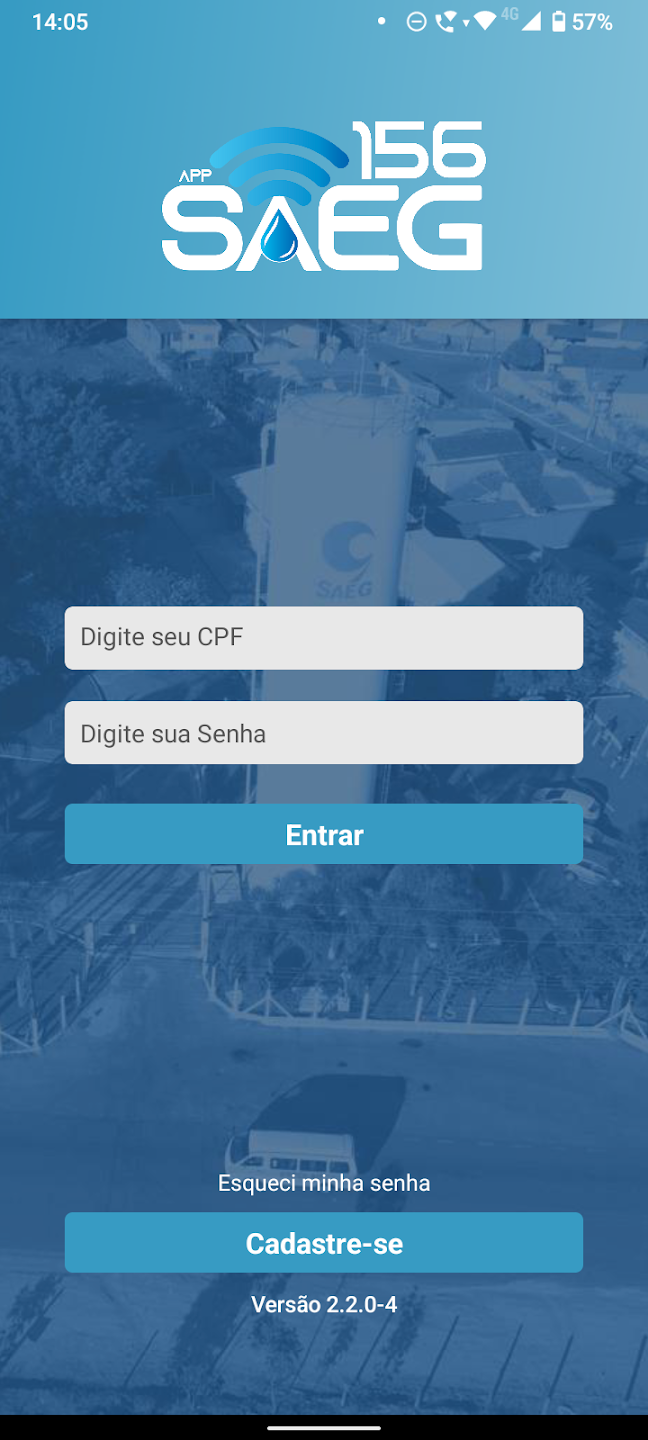 14:05
4G
57%
APP
156
SAEG
SAEG
Digite seu CPF
Digite sua Senha
Entrar
Esqueci minha senha
Cadastre-se
Versão 2.2.0-4